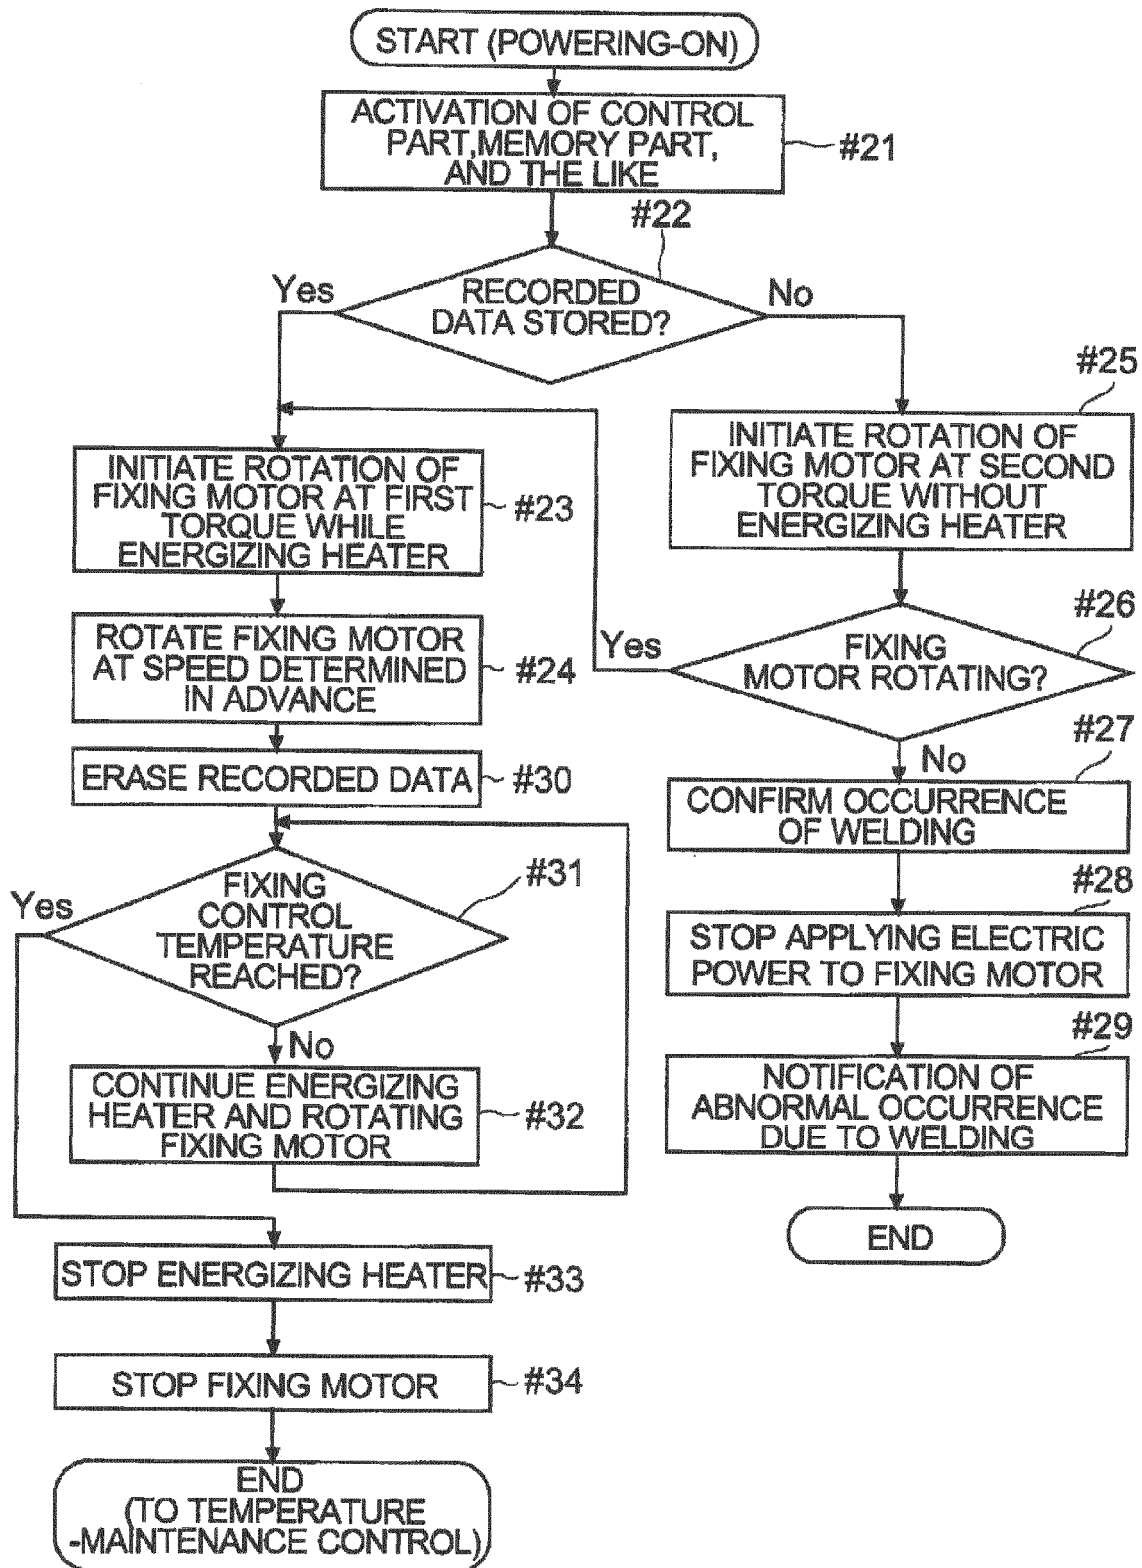 START (POWERING-ON)
ACTIVATION OF CONTROL
PART,MEMORY PART,
AND THE LIKE
#21
#22
Yes
RECORDED
DATA STORED?
No
#25
INITIATE ROTATION OF
FIXING MOTOR AT FIRST
TORQUE WHILE
ENERGIZING HEATER
#23
INITIATE ROTATION OF
FIXING MOTOR AT SECOND
TORQUE WITHOUT
ENERGIZING HEATER
#26
ROTATE FIXING MOTOR
AT SPEED DETERMINED
IN ADVANCE
#24
Yes
FIXING
MOTOR ROTATING?
#27
No
ERASE RECORDED DATA
#30
CONFIRM OCCURRENCE
OF WELDING
#31
Yes
FIXING
CONTROL
TEMPERATURE
REACHED?
#28
STOP APPLYING ELECTRIC
POWER TO FIXING MOTOR
No
#29
CONTINUE ENERGIZING
HEATER AND ROTATING
FIXING MOTOR
#32
NOTIFICATION OF
ABNORMAL OCCURRENCE
DUE TO WELDING
END
STOP ENERGIZING HEATER
#33
STOP FIXING MOTOR
#34
END
(TO TEMPERATURE
-MAINTENANCE CONTROL)